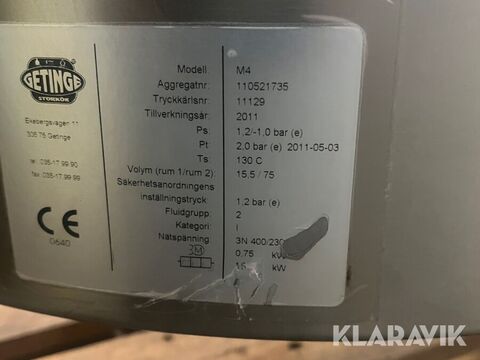 GETINGE
STORKÖK
Ekebergsvägen 11
335 75 Getinge
tel. 035-17 99 90
fax. 035-17 99 99
CE
0640
Modell: M4
Aggregatnr: 110521735
Tryckkärlsnr: 11129
Tillverkningsår: 2011
Ps: 1,2/-1,0 bar (e)
Pt: 2,0 bar (e) 2011-05-03
Ts: 130 C
Volym (rum 1/rum 2): 15,5 / 75
Säkerhetsanordningens
inställningstryck: 1,2 bar (e)
Fluidgrupp: 2
Kategori: I
Nätspänning 3N 400/230
3M 0,75 kW
kW
KLARAVIK